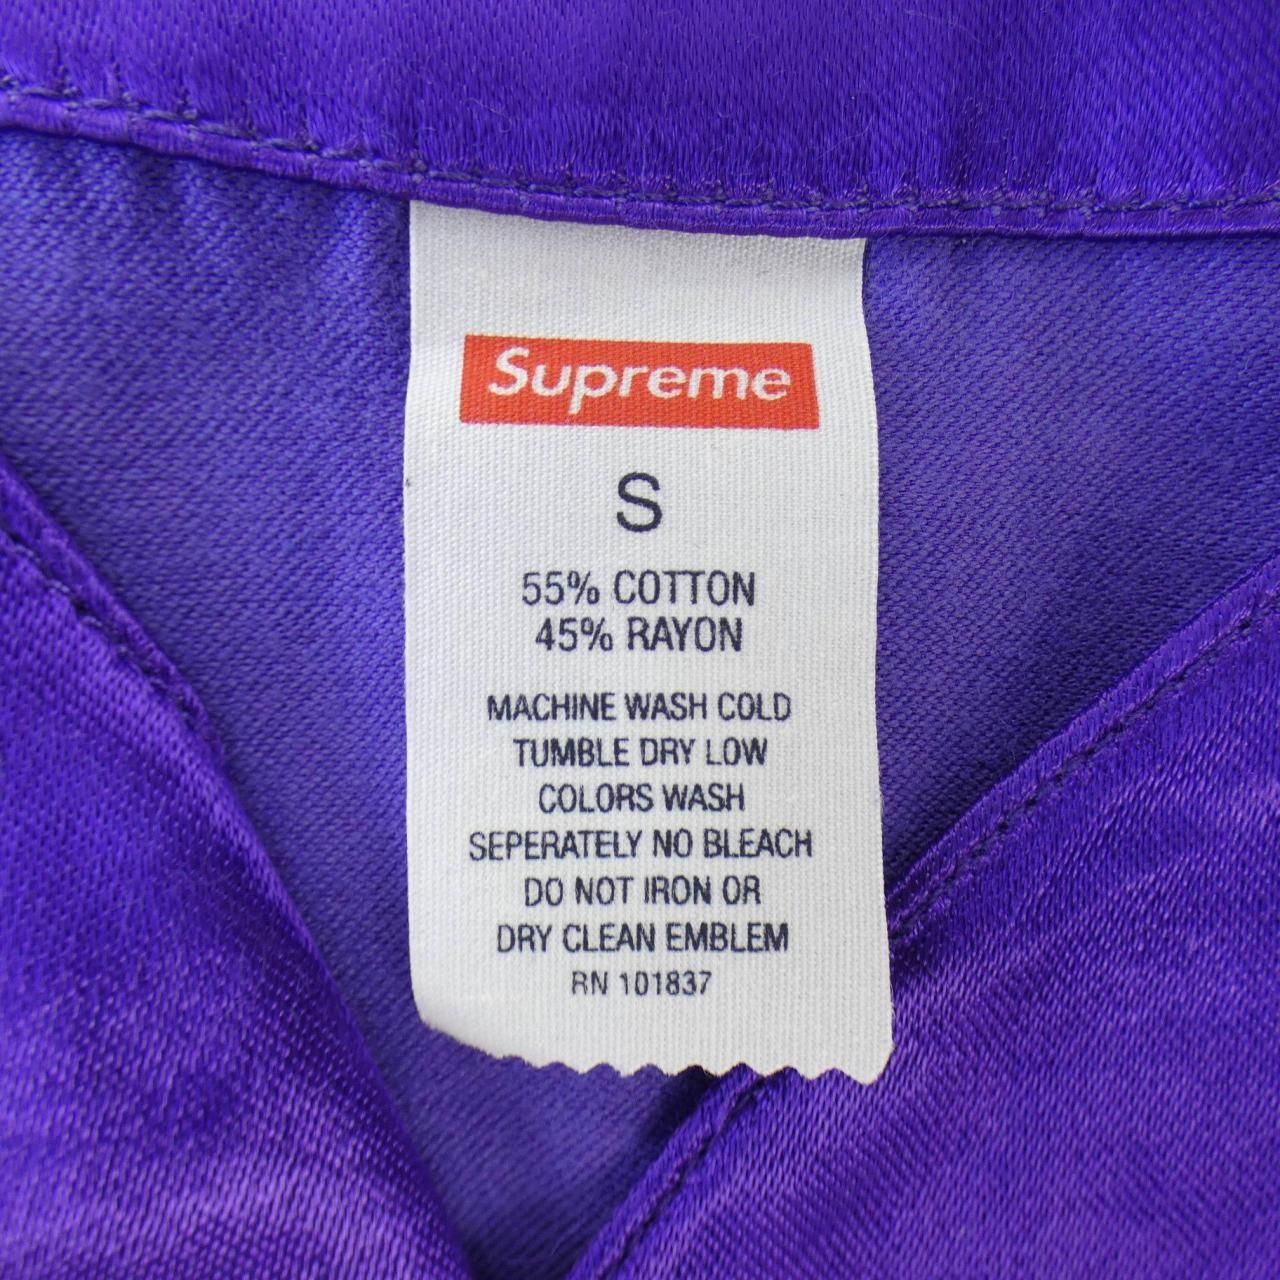 Supreme
S
55% COTTON
45% RAYON
MACHINE WASH COLD
TUMBLE DRY LOW
COLORS WASH
SEPERATELY NO BLEACH
DO NOT IRON OR
DRY CLEAN EMBLEM
RN 101837